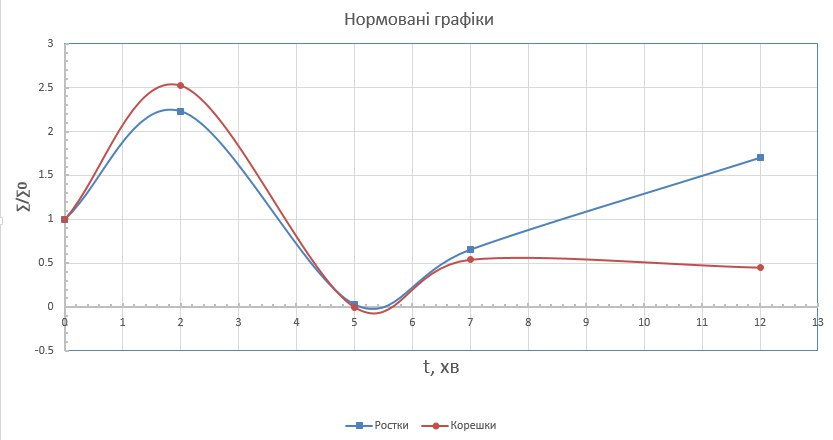 Нормовані графіки
3
2.5
2
1.5
1
0.5
0
-0.5
Σ/Σ0
0 1 2 3 4 5 6 7 8 9 10 11 12 13
t, хв
Ростки Корешки